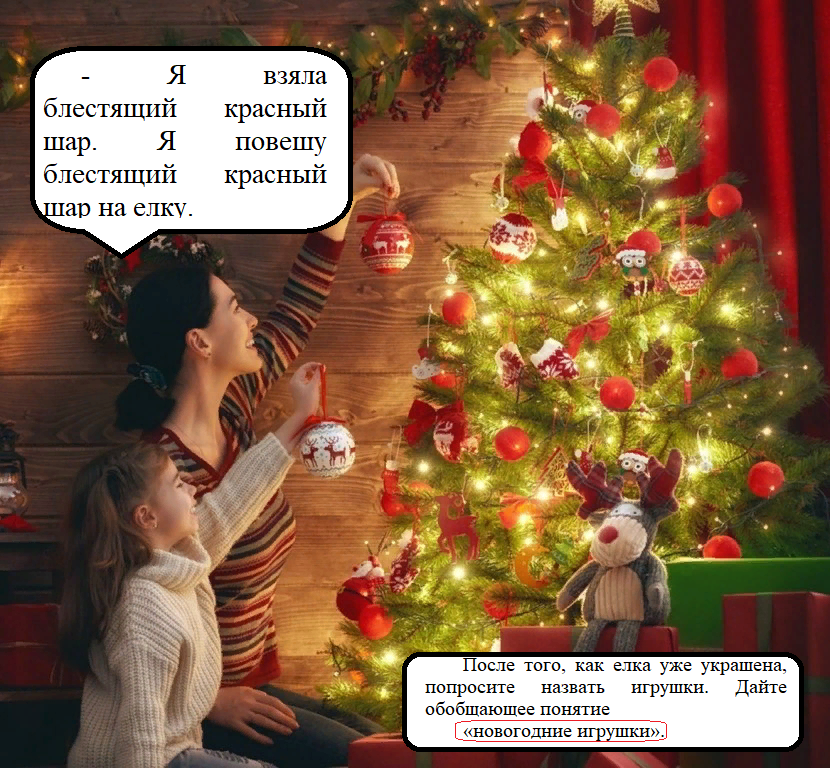 - Я взяла
блестящий красный
шар. Я повешу
блестящий красный
шар на елку.
После того, как елка уже украшена,
попросите назвать игрушки. Дайте
обобщающее понятие
«новогодние игрушки».